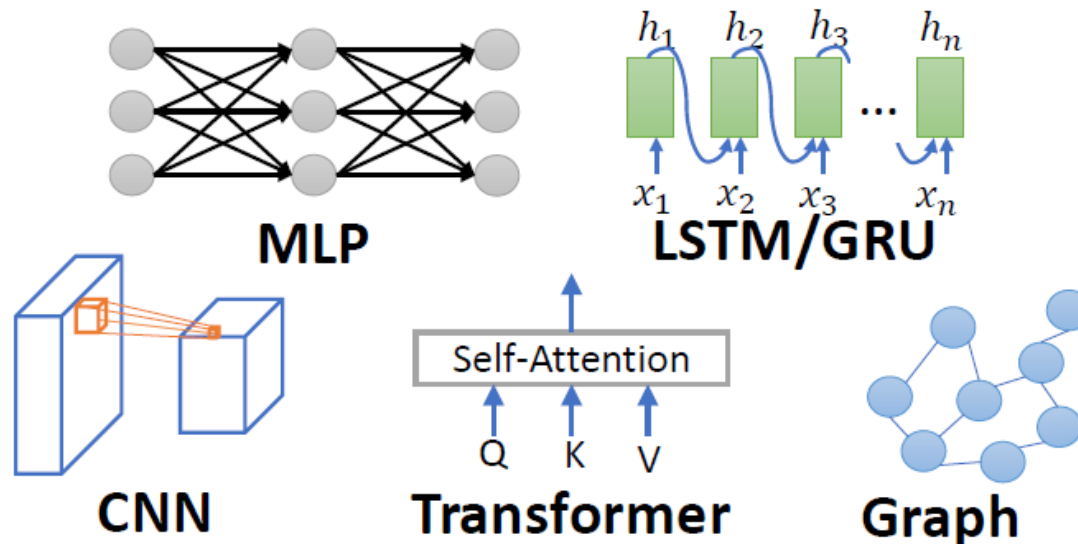 h₁ h₂ h₃ hₙ
...
x₁ x₂ x₃ xₙ
MLP
LSTM/GRU
Self-Attention
Q K V
CNN
Transformer
Graph